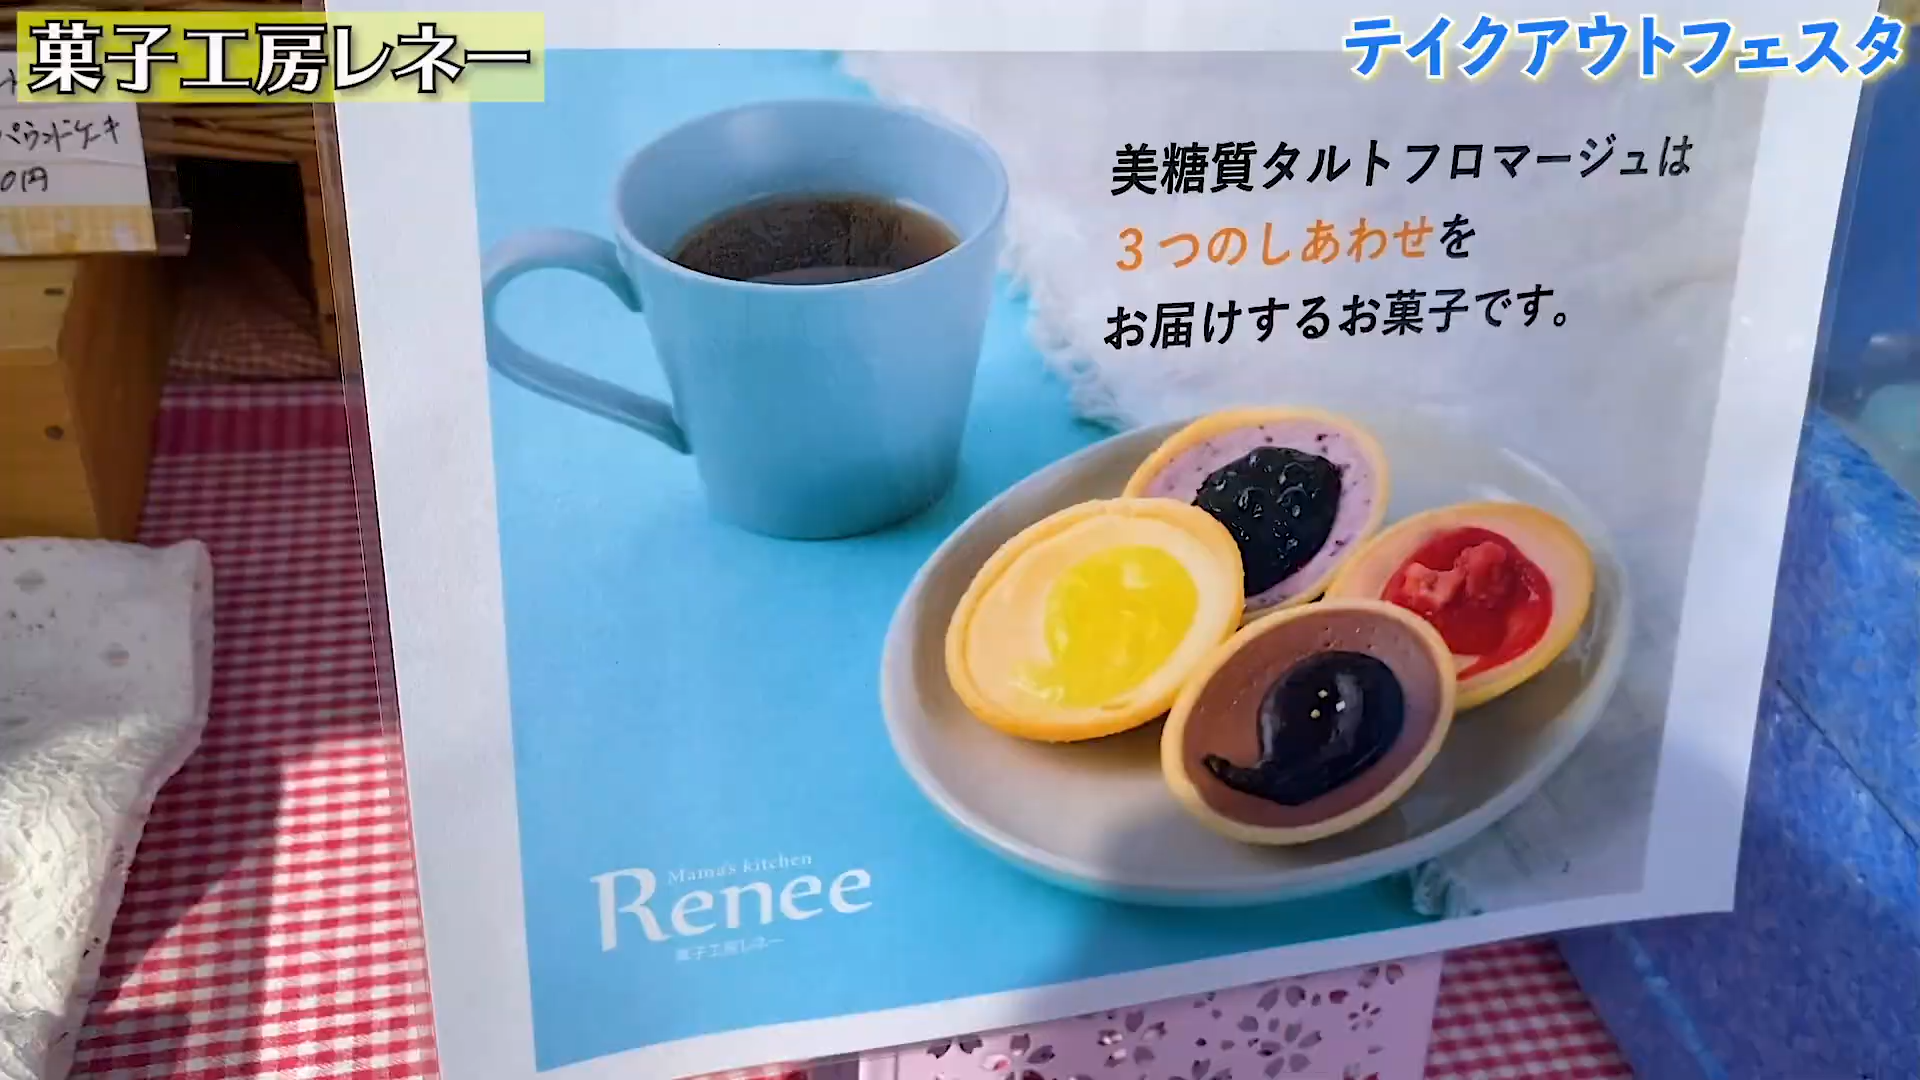 菓子工房レネー
テイクアウトフェスタ
パウンドケーキ
0円
美糖質タルトフロマージュは
3つのしあわせを
お届けするお菓子です。
Mama's kitchen
Renee
菓子工房レネー